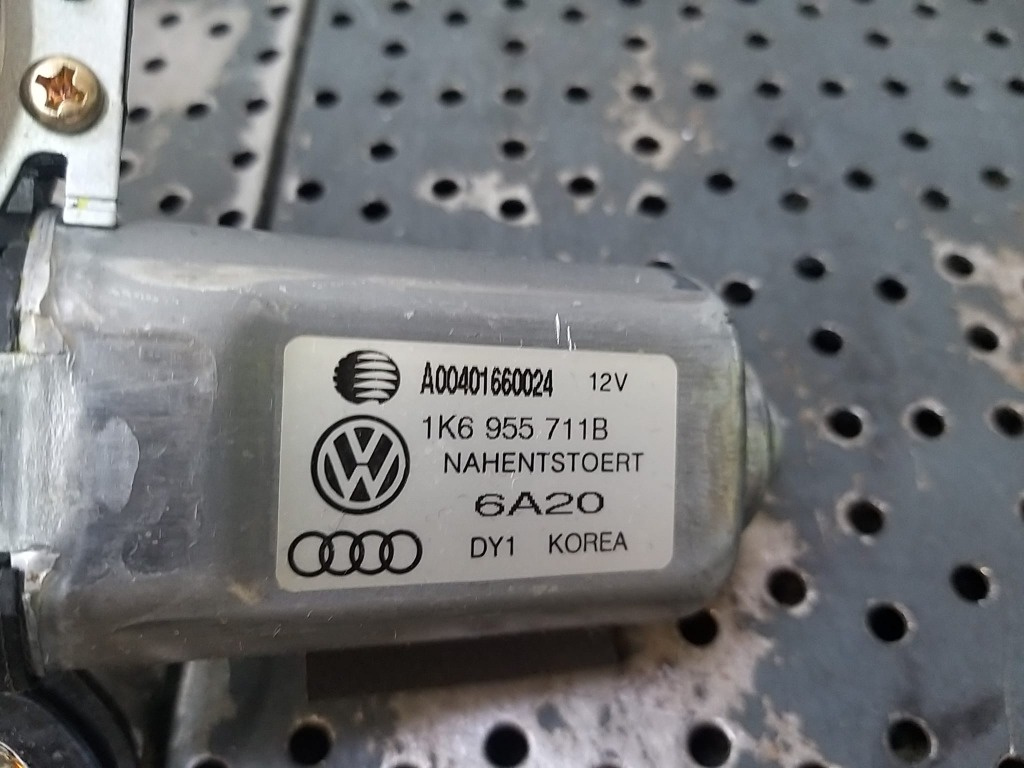 A00401660024 12V
1K6 955 711B
NAHENTSTOERT
6A20
DY1 KOREA